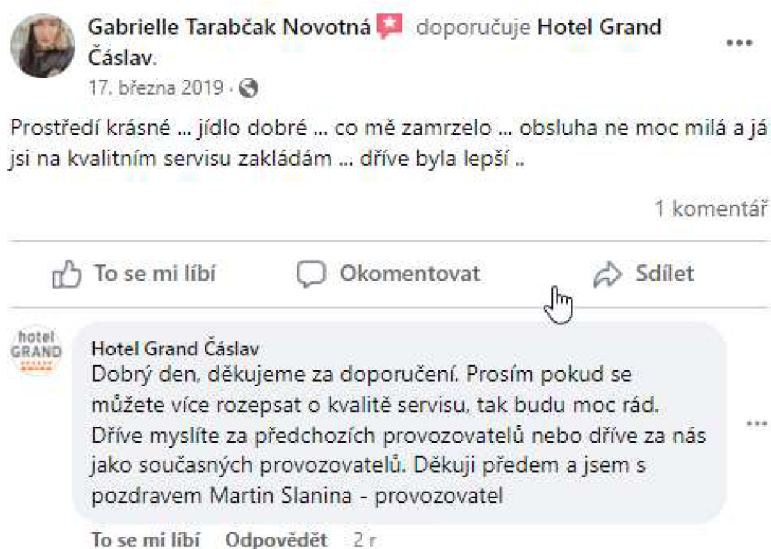 Gabrielle Tarabčak Novotná doporučuje Hotel Grand
Čáslav.
17. března 2019 ·
Prostředí krásné ... jídlo dobré ... co mě zamrzelo ... obsluha ne moc milá a já
jsi na kvalitním servisu zakládám ... dříve byla lepší ..
1 komentář
To se mi líbí Okomentovat Sdílet
hotel
GRAND
Hotel Grand Čáslav
Dobrý den, děkujeme za doporučení. Prosím pokud se
můžete více rozepsat o kvalitě servisu, tak budu moc rád.
Dříve myslíte za předchozích provozovatelů nebo dříve za nás
jako současných provozovatelů. Děkuji předem a jsem s
pozdravem Martin Slanina - provozovatel
To se mi líbí Odpovědět 2 r